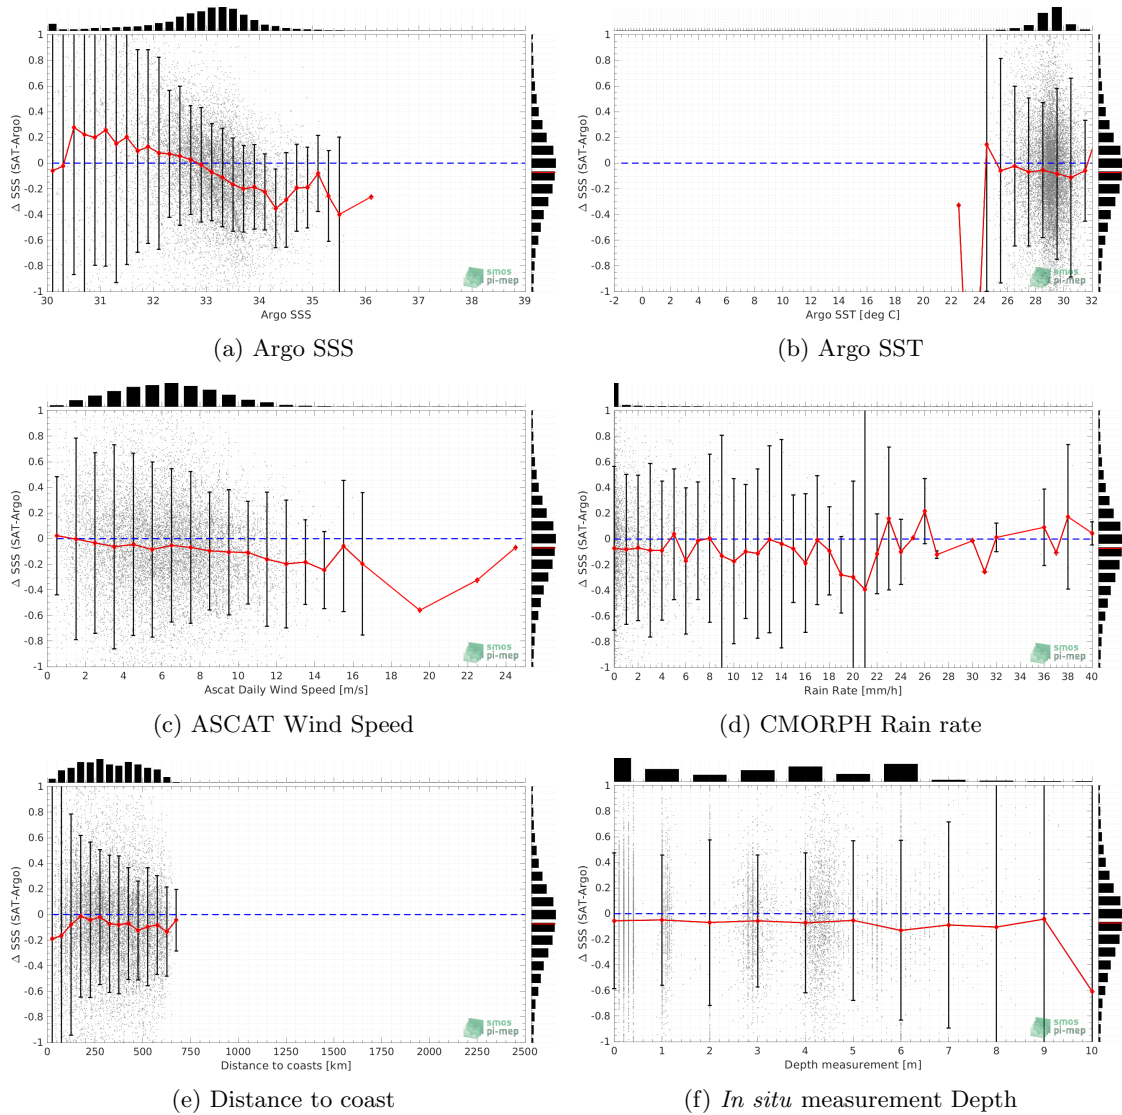 1
0.8
0.6
0.4
0.2
0
-0.2
-0.4
-0.6
-0.8
-1
Δ SSS (SAT-Argo)
smos
pi-mep
30 31 32 33 34 35 36 37 38 39
Argo SSS
(a) Argo SSS
1
0.8
0.6
0.4
0.2
0
-0.2
-0.4
-0.6
-0.8
-1
Δ SSS (SAT-Argo)
smos
pi-mep
-2 0 2 4 6 8 10 12 14 16 18 20 22 24 26 28 30 32
Argo SST [deg C]
(b) Argo SST
1
0.8
0.6
0.4
0.2
0
-0.2
-0.4
-0.6
-0.8
-1
Δ SSS (SAT-Argo)
smos
pi-mep
0 2 4 6 8 10 12 14 16 18 20 22 24
Ascat Daily Wind Speed [m/s]
(c) ASCAT Wind Speed
1
0.8
0.6
0.4
0.2
0
-0.2
-0.4
-0.6
-0.8
-1
Δ SSS (SAT-Argo)
smos
pi-mep
0 2 4 6 8 10 12 14 16 18 20 22 24 26 28 30 32 34 36 38 40
Rain Rate [mm/h]
(d) CMORPH Rain rate
1
0.8
0.6
0.4
0.2
0
-0.2
-0.4
-0.6
-0.8
-1
Δ SSS (SAT-Argo)
smos
pi-mep
0 250 500 750 1000 1250 1500 1750 2000 2250 2500
Distance to coasts [km]
(e) Distance to coast
1
0.8
0.6
0.4
0.2
0
-0.2
-0.4
-0.6
-0.8
-1
Δ SSS (SAT-Argo)
smos
pi-mep
0 1 2 3 4 5 6 7 8 9 10
Depth measurement [m]
(f) In situ measurement Depth